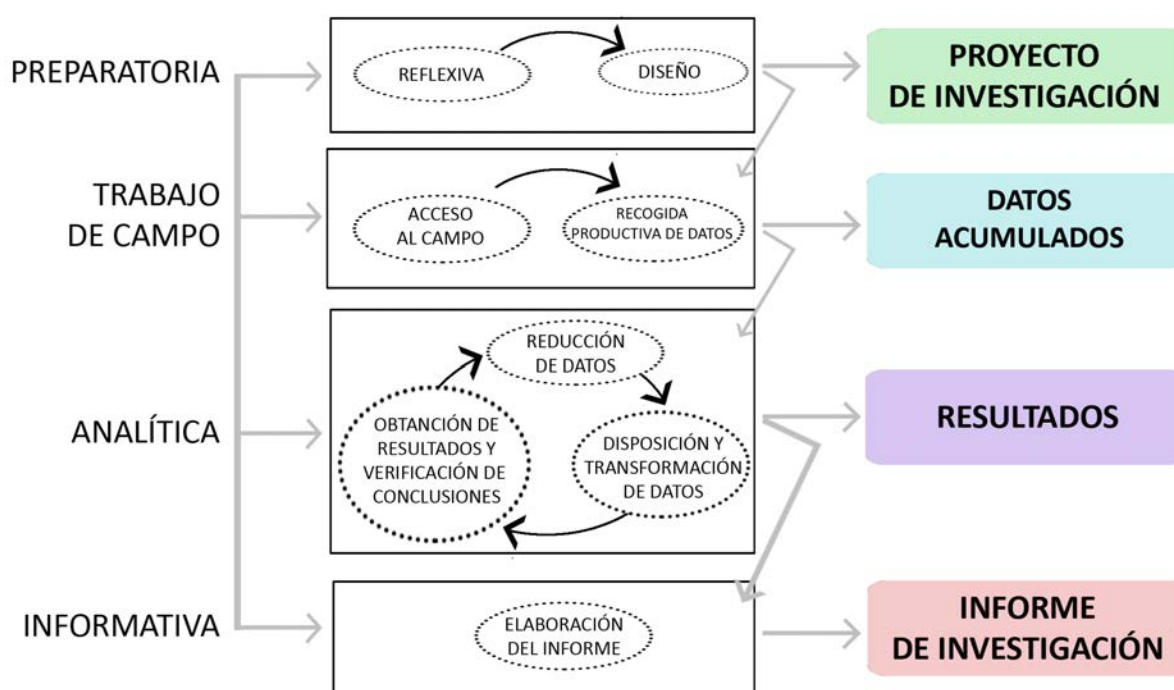 PREPARATORIA
REFLEXIVA
DISEÑO
PROYECTO
DE INVESTIGACIÓN
TRABAJO
DE CAMPO
ACCESO
AL CAMPO
RECOGIDA
PRODUCTIVA DE DATOS
DATOS
ACUMULADOS
ANALÍTICA
REDUCCIÓN
DE DATOS
OBTANCIÓN DE
RESULTADOS Y
VERIFICACIÓN DE
CONCLUSIONES
DISPOSICIÓN Y
TRANSFORMACIÓN
DE DATOS
RESULTADOS
INFORMATIVA
ELABORACIÓN
DEL INFORME
INFORME
DE INVESTIGACIÓN